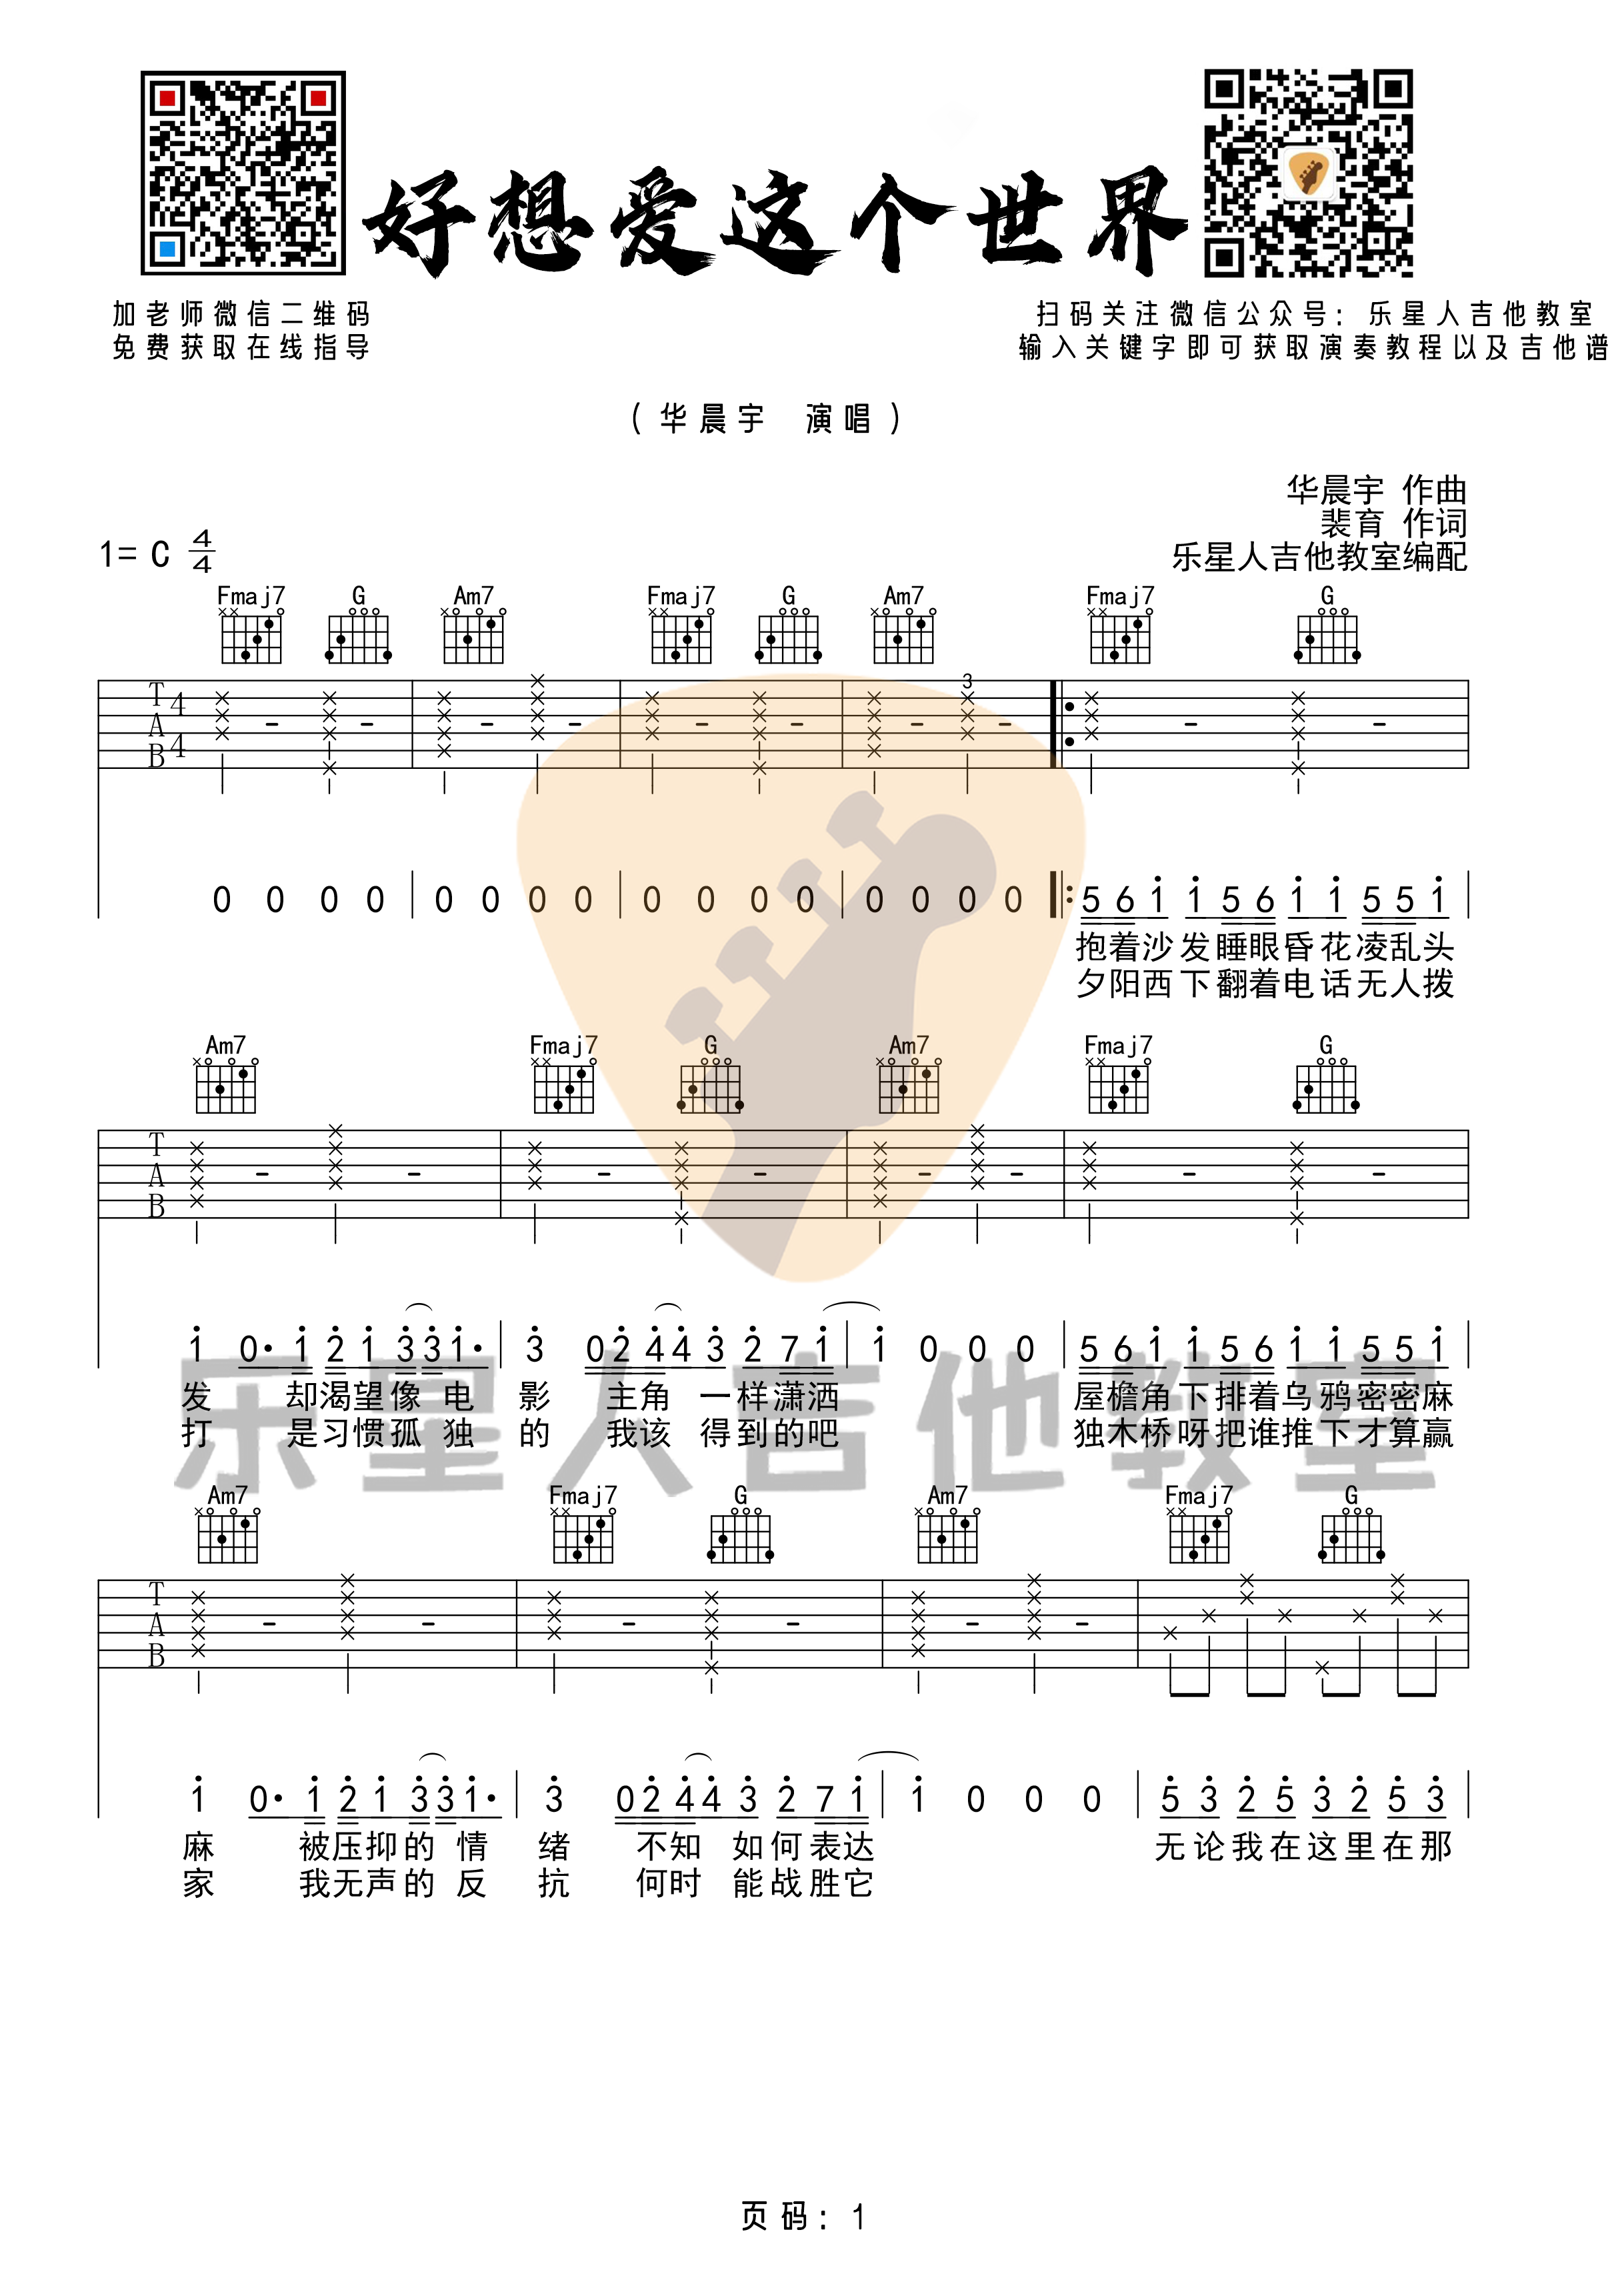 好想爱这个世界
加老师微信二维码
免费获取在线指导
扫码关注微信公众号：乐星人吉他教室
输入关键字即可获取演奏教程以及吉他谱
（华晨宇 演唱）
华晨宇 作曲
裴育 作词
乐星人吉他教室编配
1= C 4/4
Fmaj7 G Am7 Fmaj7 G Am7 Fmaj7 G
T A B 4 4
3
0 0 0 0 | 0 0 0 0 | 0 0 0 0 | 0 0 0 0 |: 5 6 1 1 5 6 1 1 5 5 1 |
抱着沙发睡眼昏花凌乱头
夕阳西下翻着电话无人拨
Am7 Fmaj7 G Am7 Fmaj7 G
T A B
1 0· 1 2 1 3 3 1· | 3 0 2 4 4 3 2 7 1 | 1 0 0 0 | 5 6 1 1 5 6 1 1 5 5 1 |
发 却渴望像电 影 主角 一样潇洒 屋檐角下排着乌鸦密密麻
打 是习惯孤独 的 我该 得到的吧 独木桥呀把谁推下才算赢
乐星人吉他教室
Am7 Fmaj7 G Am7 Fmaj7 G
T A B
1 0· 1 2 1 3 3 1· | 3 0 2 4 4 3 2 7 1 | 1 0 0 0 | 5 3 2 5 3 2 5 3 |
麻 被压抑的情 绪 不知 如何表达 无论我在这里在那
家 我无声的反 抗 何时 能战胜它
页码：1